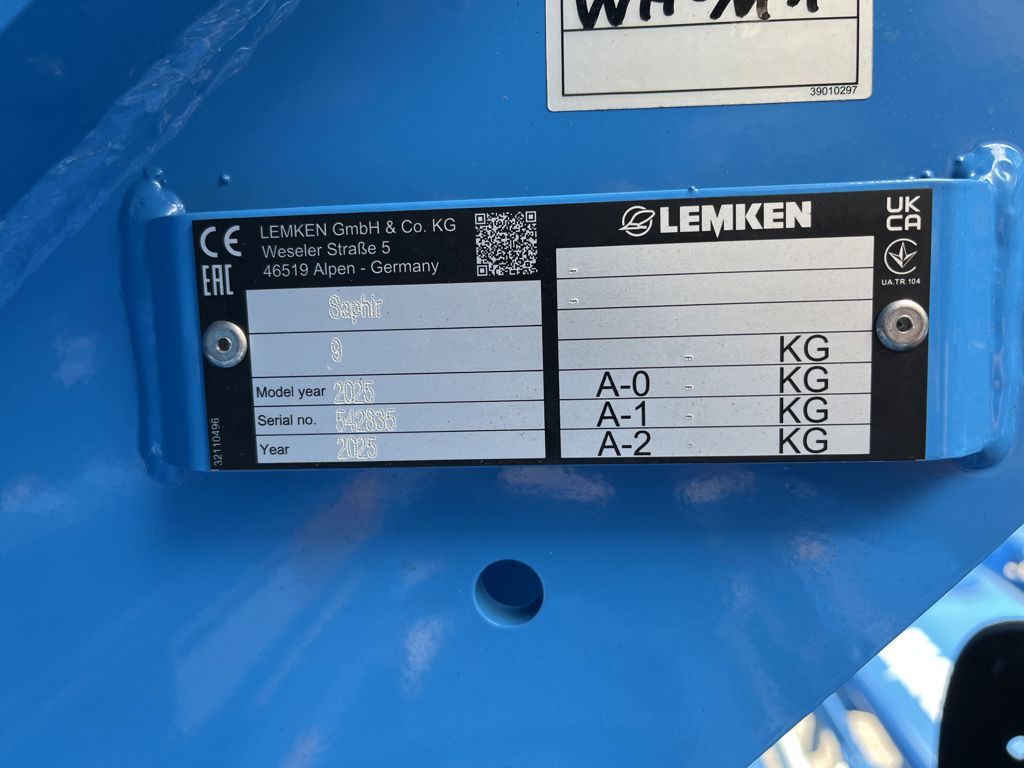 39010297
CE
EAC
LEMKEN GmbH & Co. KG
Weseler Straße 5
46519 Alpen - Germany
LEMKEN
UK
CA
UA.TR.104
Saphir
9
Model year 2025
Serial no. 542835
Year 2025
32110496
-
-
- KG
A-0 - KG
A-1 - KG
A-2 - KG